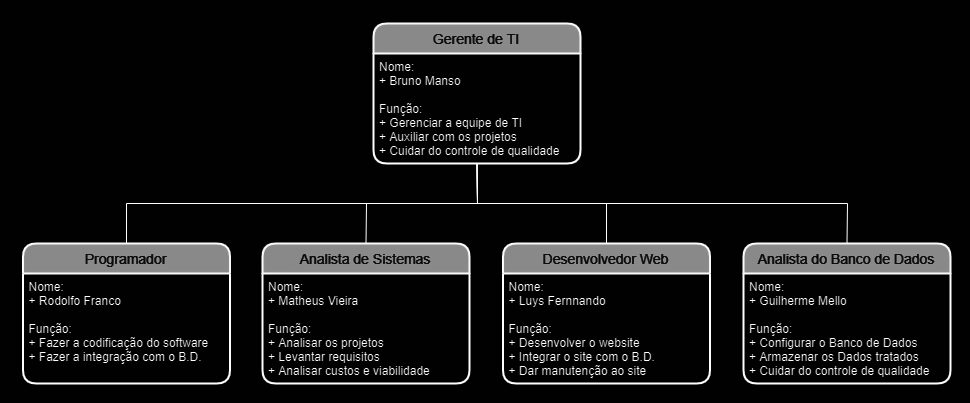 Gerente de TI
Nome:
+ Bruno Manso
Função:
+ Gerenciar a equipe de TI
+ Auxiliar com os projetos
+ Cuidar do controle de qualidade
Programador
Nome:
+ Rodolfo Franco
Função:
+ Fazer a codificação do software
+ Fazer a integração com o B.D.
Analista de Sistemas
Nome:
+ Matheus Vieira
Função:
+ Analisar os projetos
+ Levantar requisitos
+ Analisar custos e viabilidade
Desenvolvedor Web
Nome:
+ Luys Fernnando
Função:
+ Desenvolver o website
+ Integrar o site com o B.D.
+ Dar manutenção ao site
Analista do Banco de Dados
Nome:
+ Guilherme Mello
Função:
+ Configurar o Banco de Dados
+ Armazenar os Dados tratados
+ Cuidar do controle de qualidade